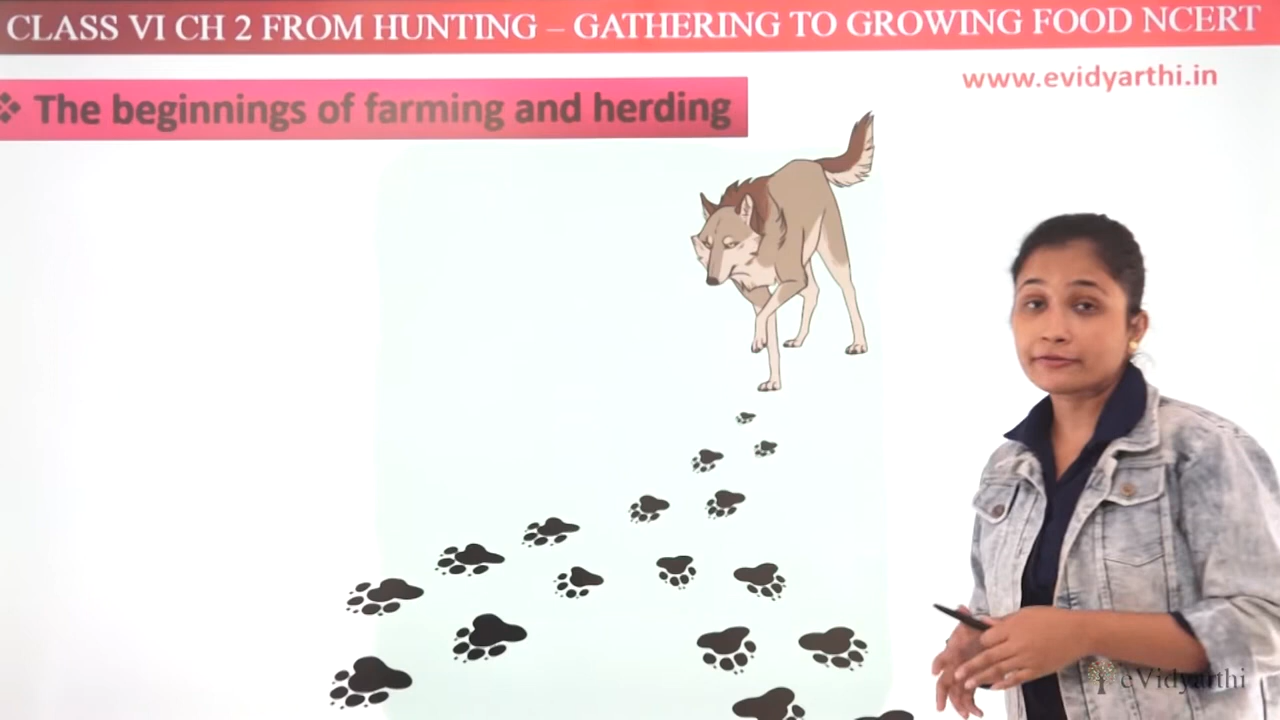 CLASS VI CH 2 FROM HUNTING – GATHERING TO GROWING FOOD NCERT
www.evidyarthi.in
❖ The beginnings of farming and herding
eVidyarthi